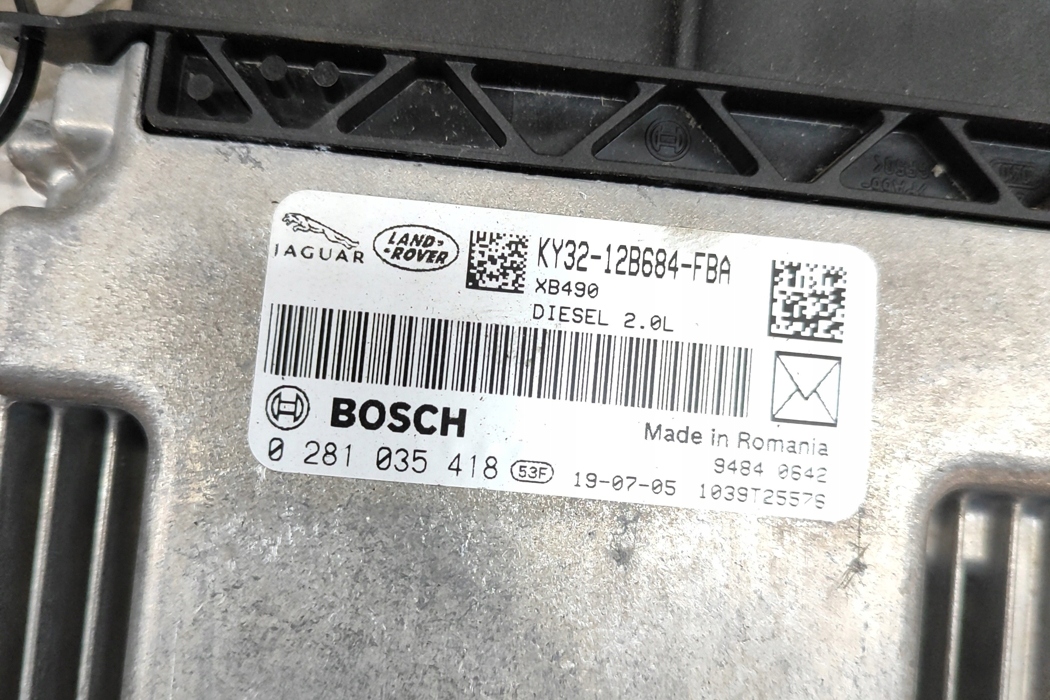 JAGUAR
LAND-
-ROVER
KY32-12B684-FBA
XB490
DIESEL 2.0L
BOSCH
Made in Romania
0 281 035 418 53F
9484 0642
19-07-05 1039T25576